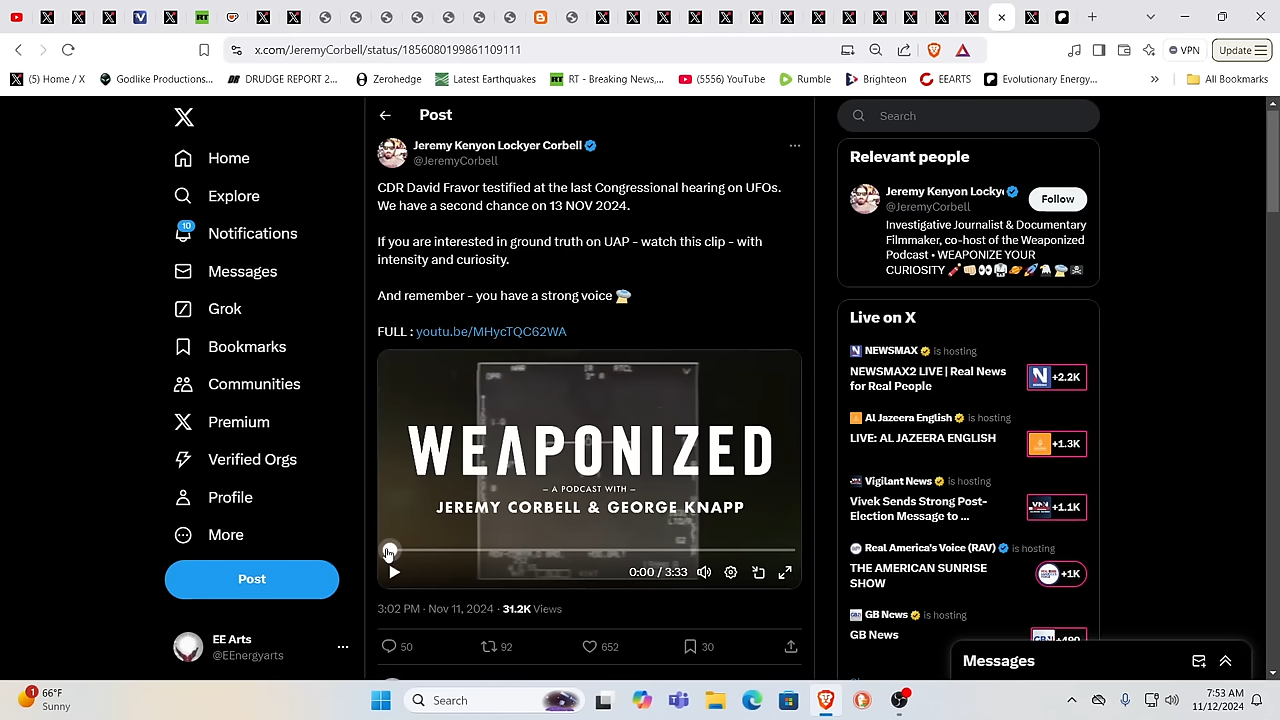 x.com/JeremyCorbell/status/1856080199861109111
VPN
Update
(5) Home / X
Godlike Productions...
DRUDGE REPORT 2...
Zerohedge
Latest Earthquakes
RT - Breaking News,...
(5556) YouTube
Rumble
Brighteon
EEARTS
Evolutionary Energy...
All Bookmarks
Home
Explore
10
Notifications
Messages
Grok
Bookmarks
Communities
Premium
Verified Orgs
Profile
More
Post
EE Arts
@EEnergyarts
Post
Jeremy Kenyon Lockyer Corbell
@JeremyCorbell
CDR David Fravor testified at the last Congressional hearing on UFOs.
We have a second chance on 13 NOV 2024.
If you are interested in ground truth on UAP - watch this clip - with
intensity and curiosity.
And remember - you have a strong voice
FULL : youtu.be/MHycTQC62WA
WEAPONIZED
– A PODCAST WITH –
JEREMY CORBELL & GEORGE KNAPP
0:00 / 3:33
3:02 PM · Nov 11, 2024 · 31.2K Views
50
92
652
30
Search
Relevant people
Jeremy Kenyon Locky
@JeremyCorbell
Follow
Investigative Journalist & Documentary
Filmmaker, co-host of the Weaponized
Podcast • WEAPONIZE YOUR
CURIOSITY
Live on X
NEWSMAX is hosting
NEWSMAX2 LIVE | Real News
for Real People
+2.2K
Al Jazeera English is hosting
LIVE: AL JAZEERA ENGLISH
+1.3K
Vigilant News is hosting
Vivek Sends Strong Post-
Election Message to ...
+1.1K
Real America's Voice (RAV) is hosting
THE AMERICAN SUNRISE
SHOW
+1K
GB News is hosting
GB News
+490
Messages
1
66°F
Sunny
Search
7:53 AM
11/12/2024